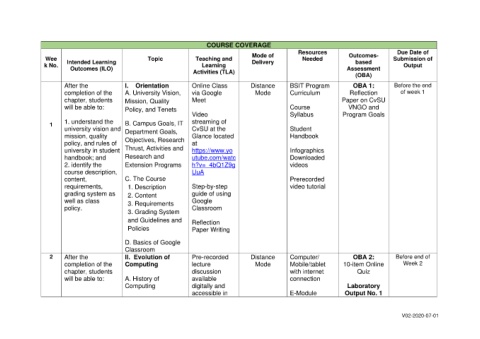 COURSE COVERAGE
Wee
k No.
Intended Learning
Outcomes (ILO)
Topic
Teaching and
Learning
Activities (TLA)
Mode of
Delivery
Resources
Needed
Outcomes-
based
Assessment
(OBA)
Due Date of
Submission of
Output
1
After the
completion of the
chapter, students
will be able to:
1. understand the
university vision and
mission, quality
policy, and rules of
university in student
handbook; and
2. identify the
course description,
content,
requirements,
grading system as
well as class
policy.
I. Orientation
A. University Vision,
Mission, Quality
Policy, and Tenets
B. Campus Goals, IT
Department Goals,
Objectives, Research
Thrust, Activities and
Research and
Extension Programs
C. The Course
1. Description
2. Content
3. Requirements
3. Grading System
and Guidelines and
Policies
D. Basics of Google
Classroom
Online Class
via Google
Meet
Video
streaming of
CvSU at the
Glance located
at
https://www.yo
utube.com/watc
h?v=_4bQ1Z9g
Step-by-step
guide of using
Google
Classroom
Reflection
Paper Writing
Distance
Mode
BSIT Program
Curriculum
Course
Syllabus
Student
Handbook
Infographics
Downloaded
videos
Prerecorded
video tutorial
OBA 1:
Reflection
Paper on CvSU
VNGO and
Program Goals
Before the end
of week 1
2
After the
completion of the
chapter, students
will be able to:
II. Evolution of
Computing
A. History of
Computing
Pre-recorded
lecture
discussion
available
digitally and
accessible in
Distance
Mode
Computer/
Mobile/tablet
with internet
connection
E-Module
OBA 2:
10-item Online
Quiz
Laboratory
Output No. 1
Before end of
Week 2
V02-2020-07-01